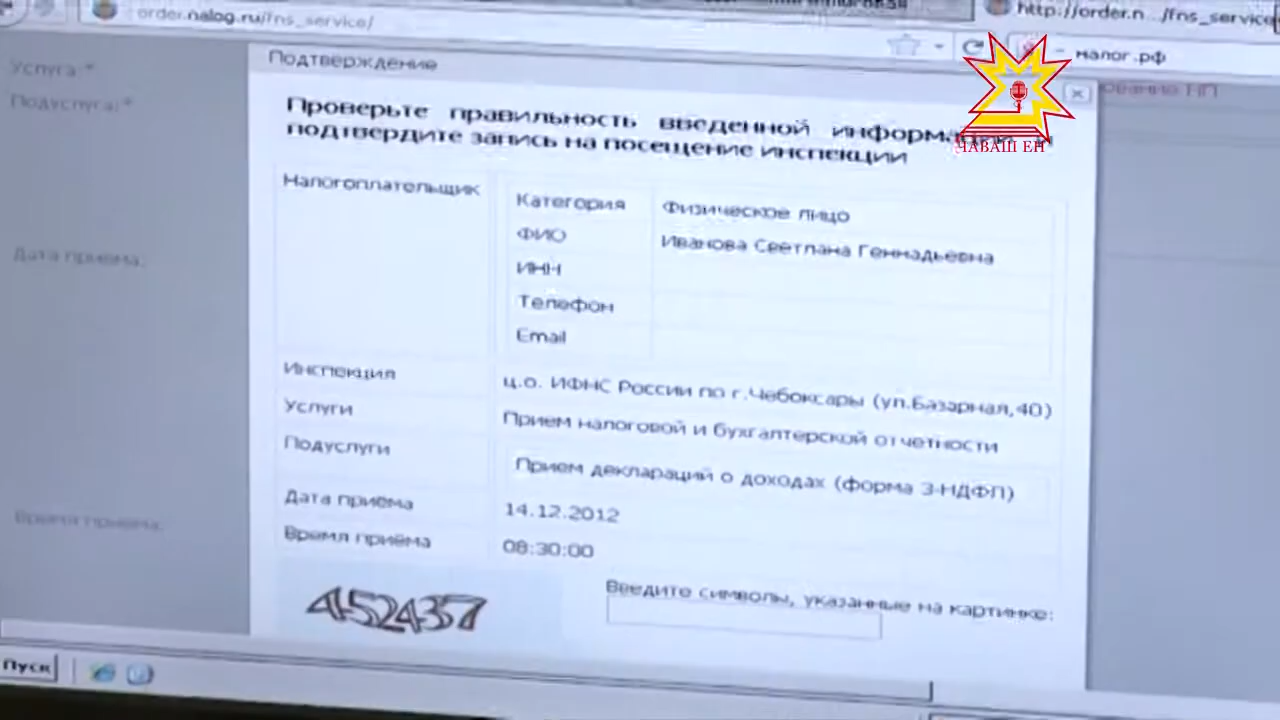 order.nalog.ru/fns_service/
http://order.n.../fns_service
налог.рф
Услуга:*
Подуслуга:*
Подтверждение
Проверьте правильность введенной информации и
подтвердите запись на посещение инспекции
ЧАВАШ ЕН
Налогоплательщик
Категория Физическое лицо
ФИО Иванова Светлана Геннадьевна
ИНН
Телефон
Email
Дата приема:
Инспекция ц.о. ИФНС России по г.Чебоксары (ул.Базарная,40)
Услуги Прием налоговой и бухгалтерской отчетности
Подуслуги Прием деклараций о доходах (форма 3-НДФЛ)
Дата приёма 14.12.2012
Время приема:
Время приёма 08:30:00
452437
Введите символы, указанные на картинке:
Пуск